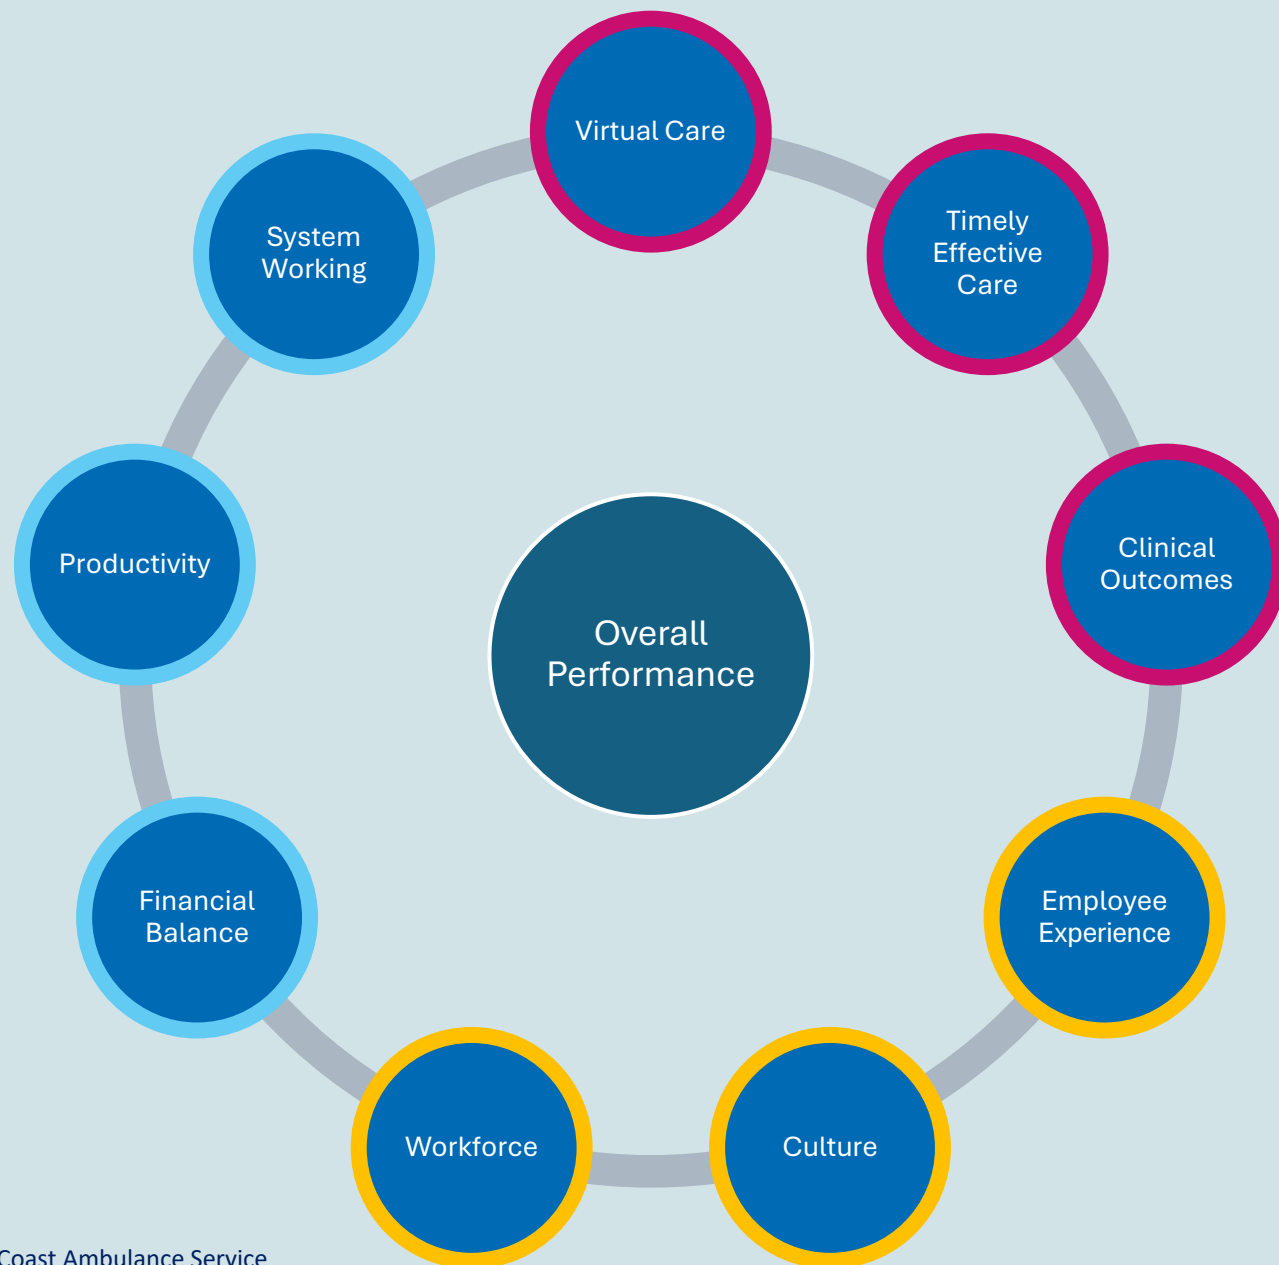 Virtual Care
Timely
Effective
Care
Clinical
Outcomes
Employee
Experience
Culture
Workforce
Financial
Balance
Productivity
System
Working
Overall
Performance
Coast Ambulance Service